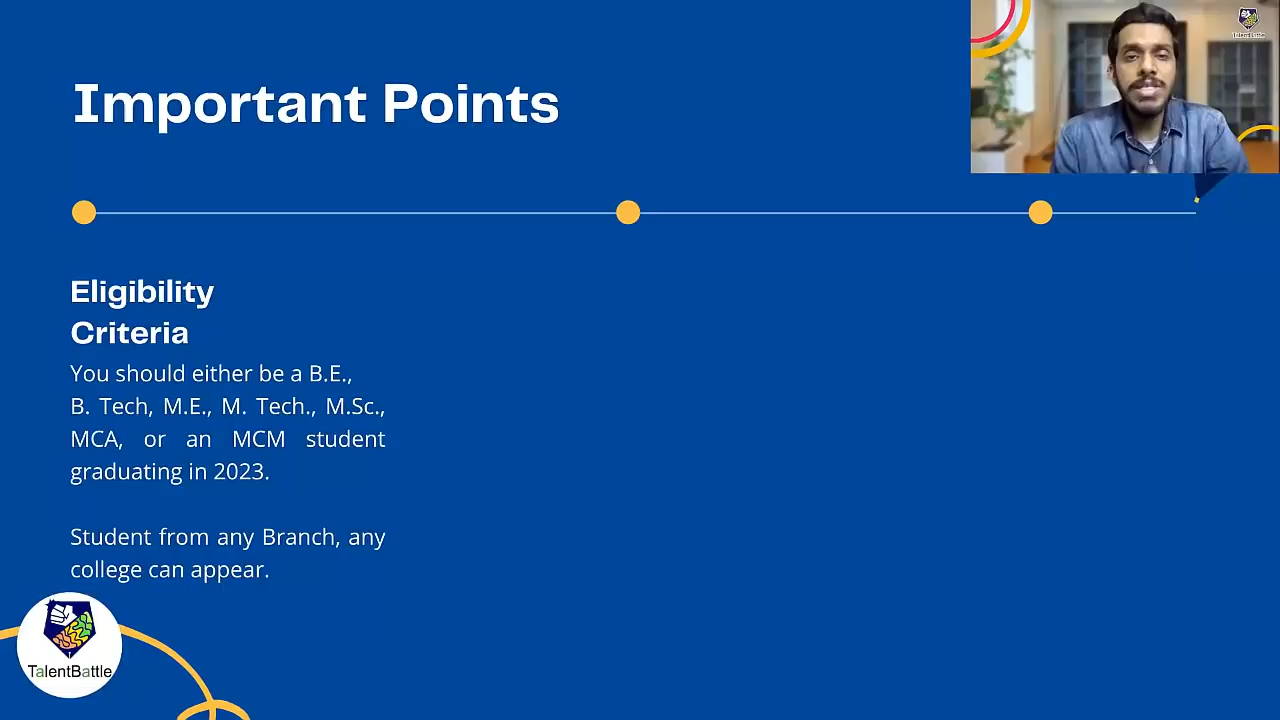 Important Points
Eligibility
Criteria
You should either be a B.E.,
B. Tech, M.E., M. Tech., M.Sc.,
MCA, or an MCM student
graduating in 2023.
Student from any Branch, any
college can appear.
TalentBattle
TalentBattle